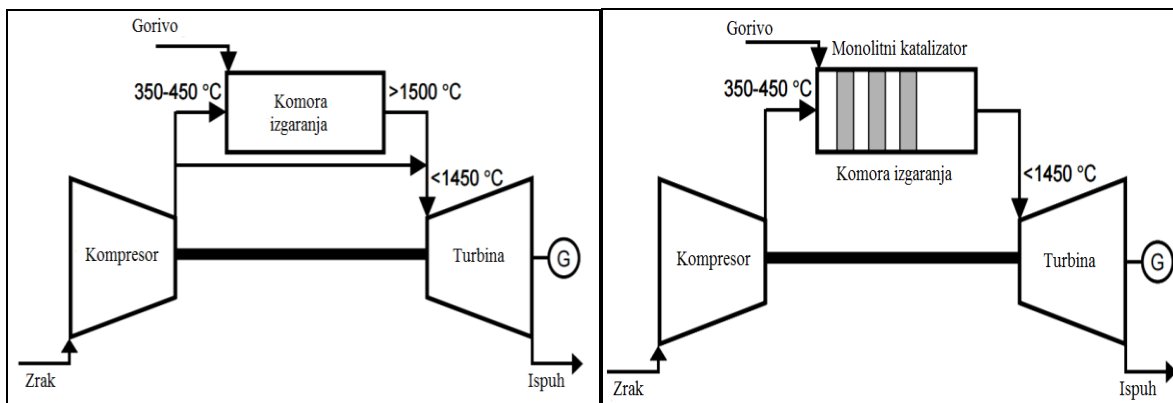 Gorivo
350-450 °C
>1500 °C
Komora
izgaranja
<1450 °C
Kompresor
Turbina
G
Zrak
Ispuh
Gorivo
Monolitni katalizator
350-450 °C
Komora izgaranja
<1450 °C
Kompresor
Turbina
G
Zrak
Ispuh